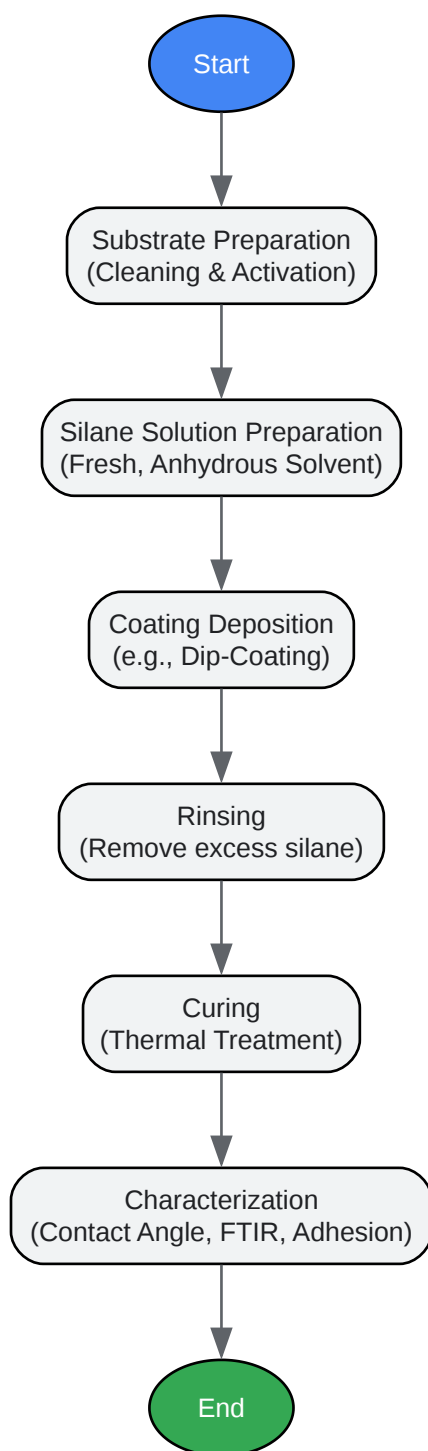 Start
Substrate Preparation
(Cleaning & Activation)
Silane Solution Preparation
(Fresh, Anhydrous Solvent)
Coating Deposition
(e.g., Dip-Coating)
Rinsing
(Remove excess silane)
Curing
(Thermal Treatment)
Characterization
(Contact Angle, FTIR, Adhesion)
End